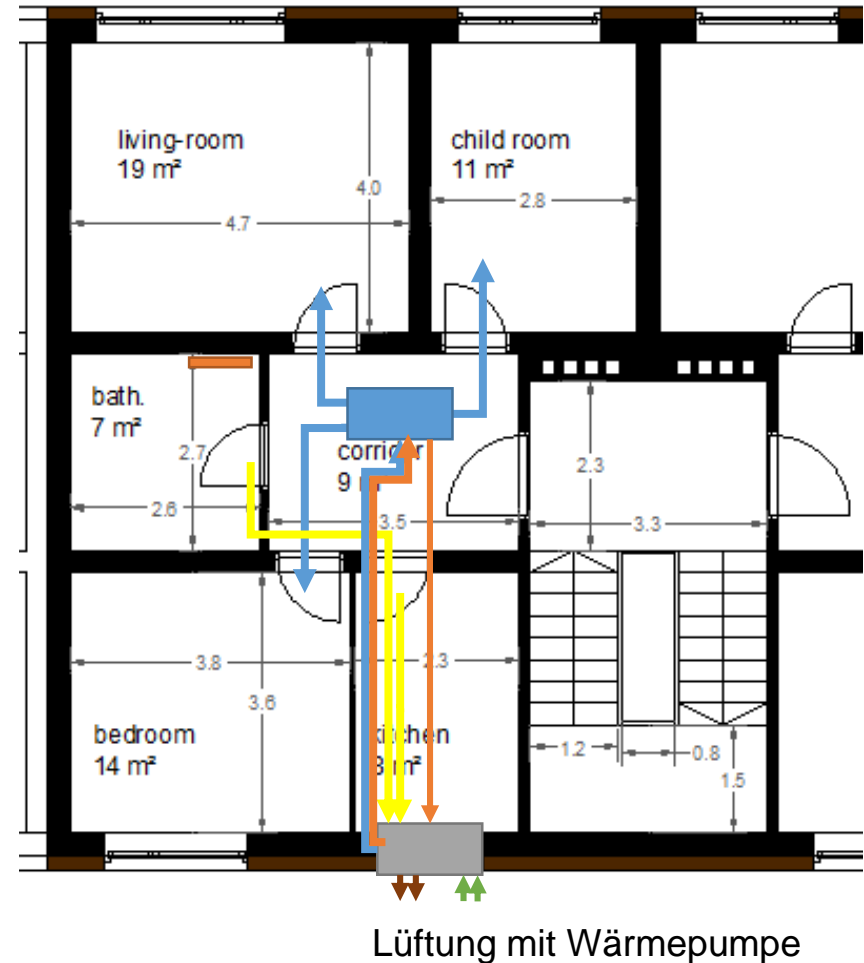 living-room
19 m²
child room
11 m²
4.0
2.8
4.7
bath.
7 m²
2.7
corridor
9 m²
2.3
2.6
3.5
3.3
3.8
2.3
3.6
bedroom
14 m²
kitchen
8 m²
1.2
0.8
1.5
Lüftung mit Wärmepumpe